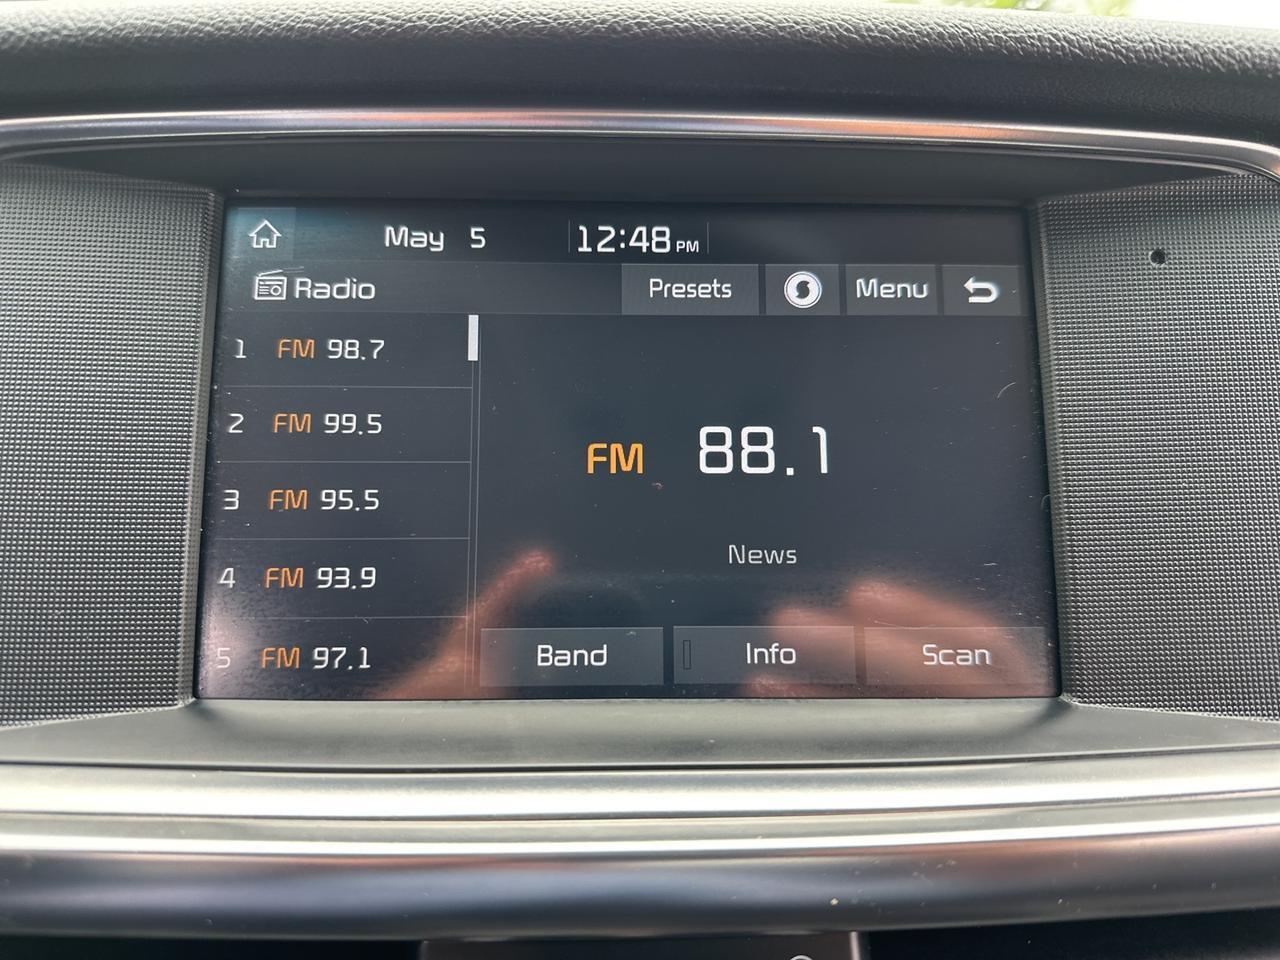 May 5 12:48 PM
Radio Presets Menu
1 FM 98.7
2 FM 99.5
3 FM 95.5
4 FM 93.9
5 FM 97.1
FM 88.1
News
Band Info Scan